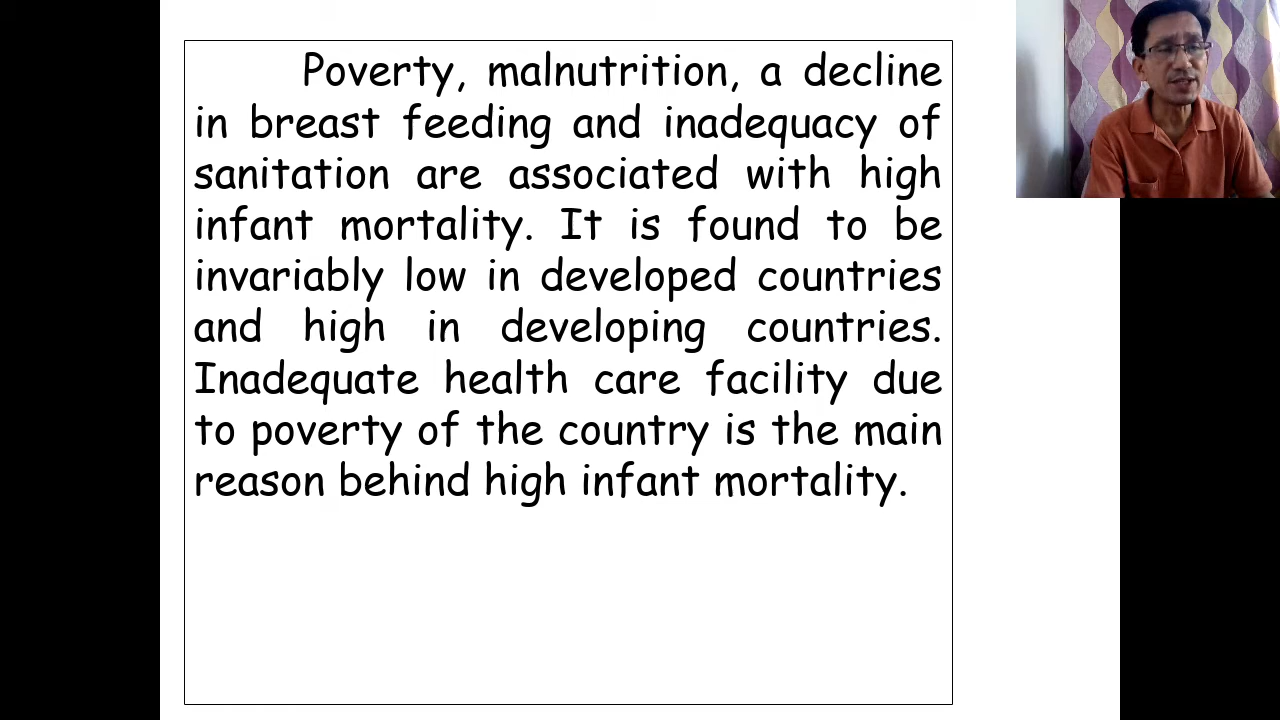 Poverty, malnutrition, a decline
in breast feeding and inadequacy of
sanitation are associated with high
infant mortality. It is found to be
invariably low in developed countries
and high in developing countries.
Inadequate health care facility due
to poverty of the country is the main
reason behind high infant mortality.